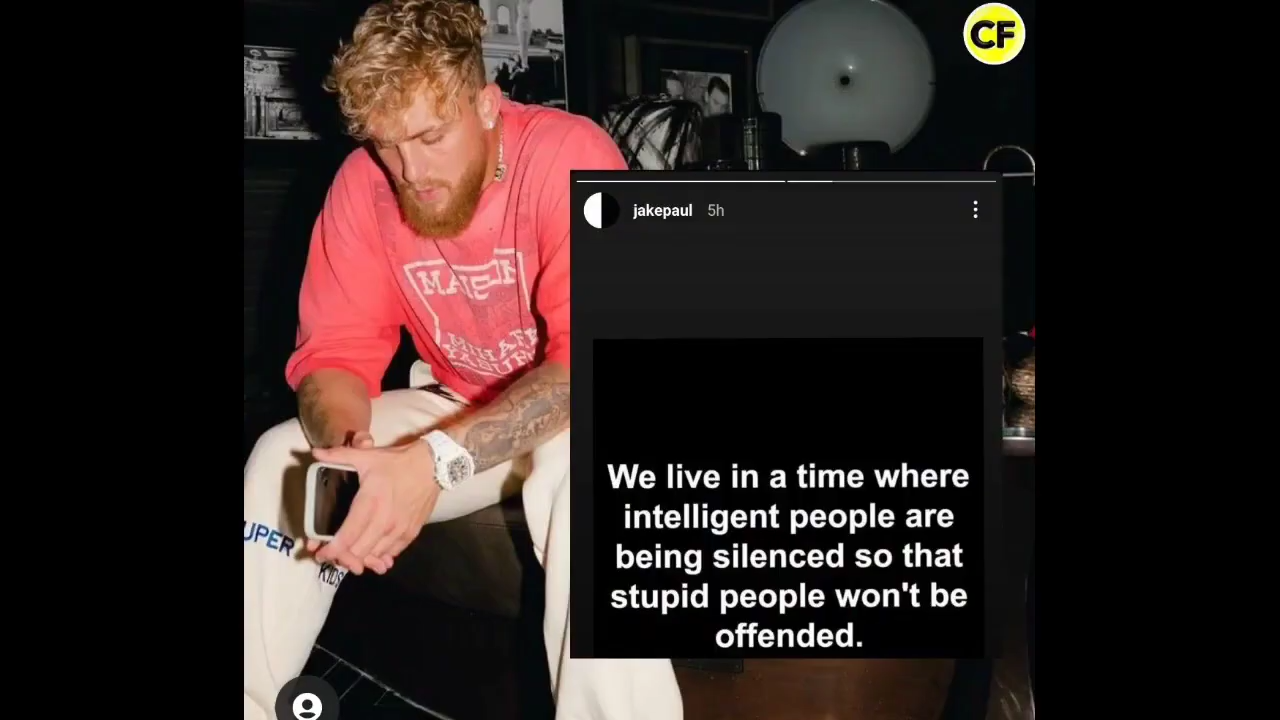 CF
jakepaul 5h
We live in a time where
intelligent people are
being silenced so that
stupid people won't be
offended.
UPER
KIDS